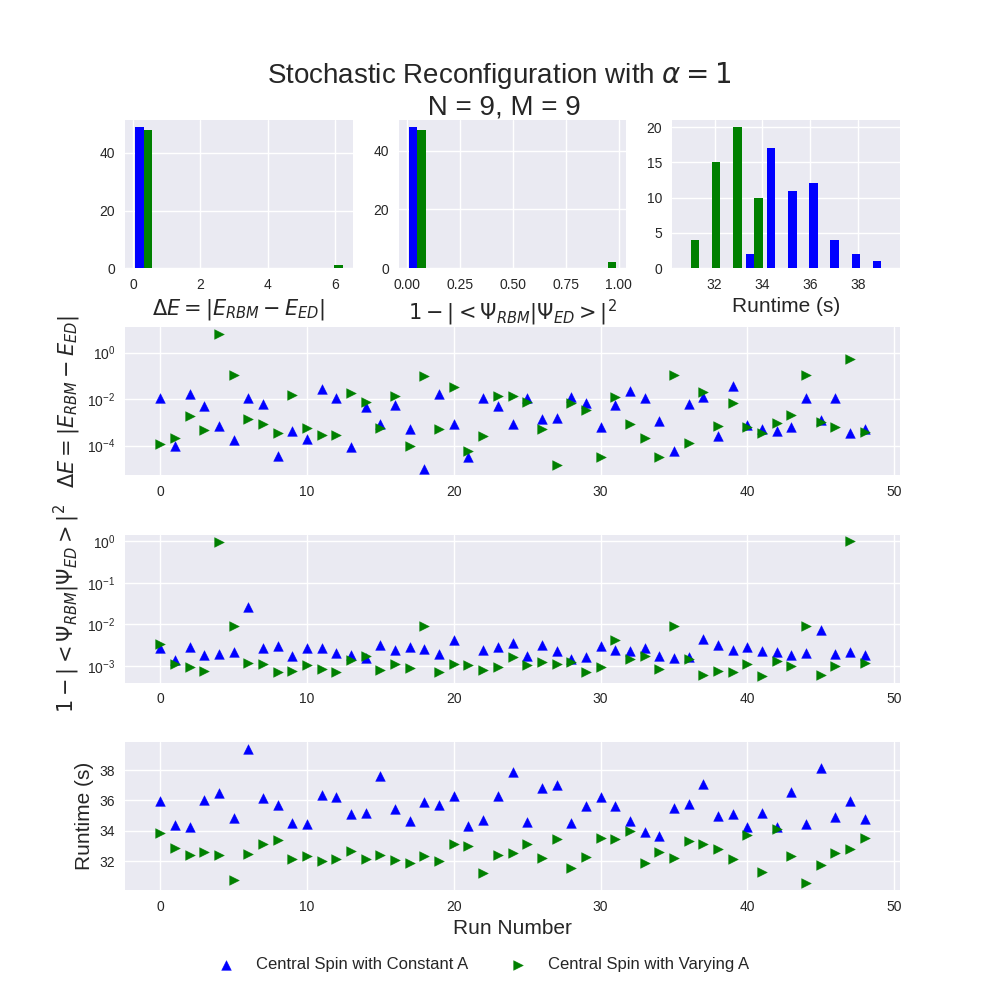 Stochastic Reconfiguration with α = 1
N = 9, M = 9
40
20
0
0 2 4 6
ΔE = |E_RBM − E_ED|
40
20
0
0.00 0.25 0.50 0.75 1.00
1 − | < Ψ_RBM|Ψ_ED > |²
20
15
10
5
0
32 34 36 38
Runtime (s)
ΔE = |E_RBM − E_ED|
10⁰
10⁻²
10⁻⁴
0 10 20 30 40 50
1 − | < Ψ_RBM|Ψ_ED > |²
10⁰
10⁻¹
10⁻²
10⁻³
0 10 20 30 40 50
Runtime (s)
38
36
34
32
0 10 20 30 40 50
Run Number
Central Spin with Constant A Central Spin with Varying A